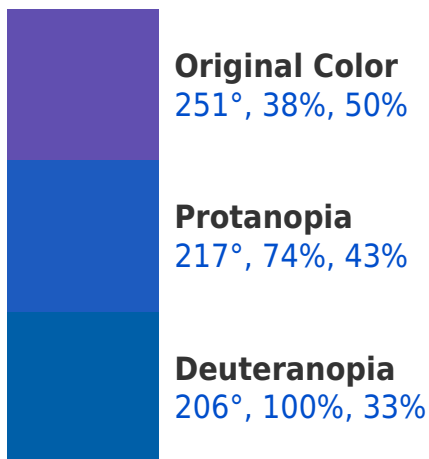 Original Color
251°, 38%, 50%
Protanopia
217°, 74%, 43%
Deuteranopia
206°, 100%, 33%